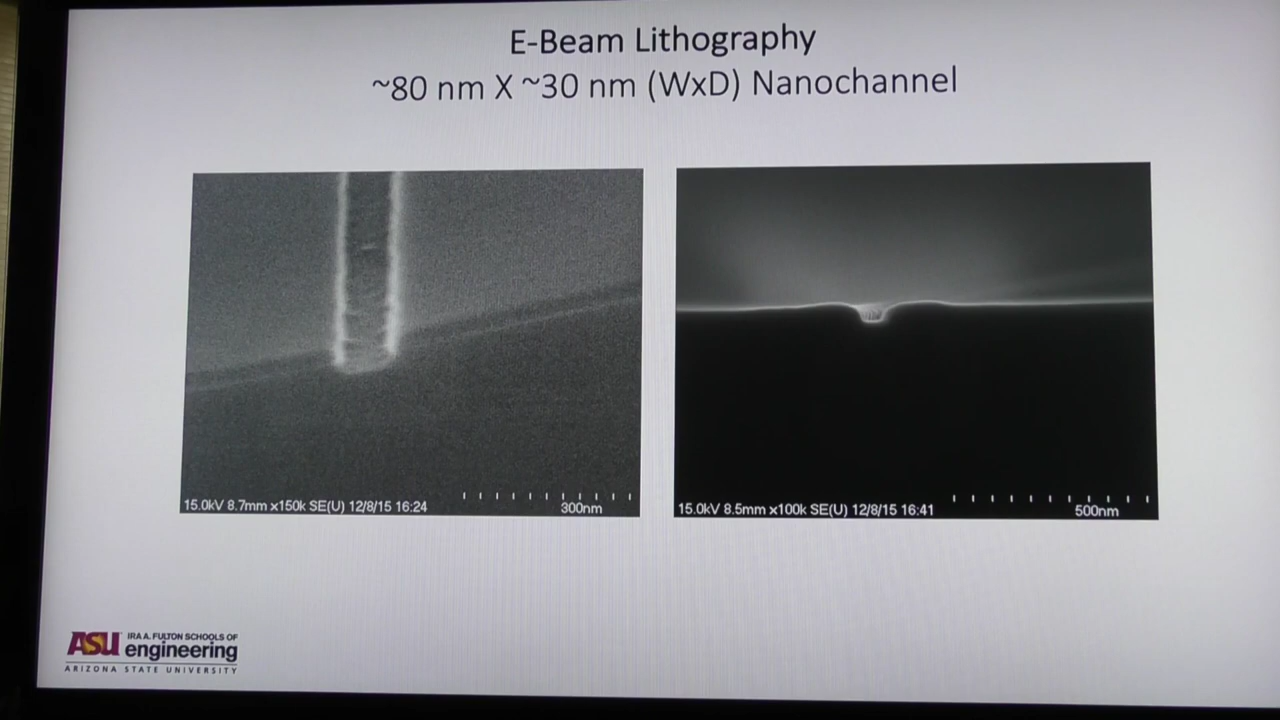 E-Beam Lithography
~80 nm X ~30 nm (WxD) Nanochannel
15.0kV 8.7mm x150k SE(U) 12/8/15 16:24
300nm
15.0kV 8.5mm x100k SE(U) 12/8/15 16:41
500nm
ASU IRA A. FULTON SCHOOLS OF
engineering
ARIZONA STATE UNIVERSITY